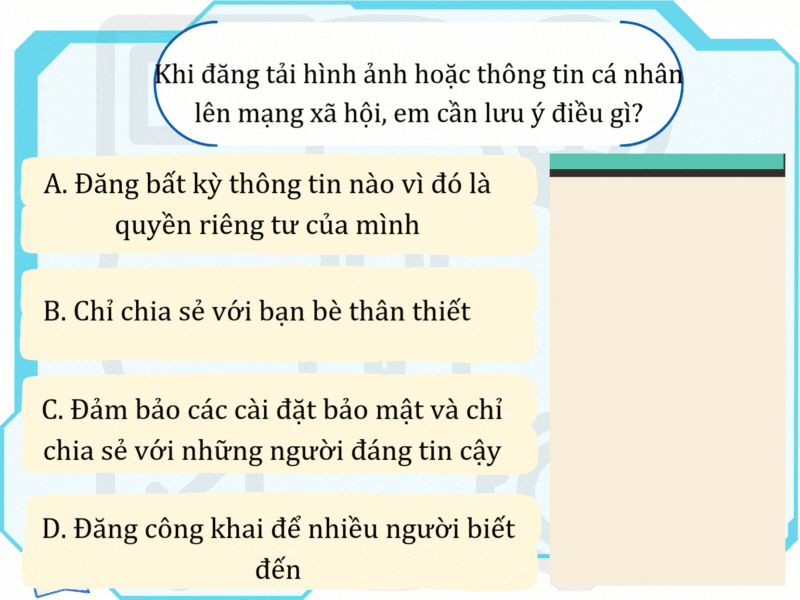 Khi đăng tải hình ảnh hoặc thông tin cá nhân
lên mạng xã hội, em cần lưu ý điều gì?
A. Đăng bất kỳ thông tin nào vì đó là
quyền riêng tư của mình
B. Chỉ chia sẻ với bạn bè thân thiết
C. Đảm bảo các cài đặt bảo mật và chỉ
chia sẻ với những người đáng tin cậy
D. Đăng công khai để nhiều người biết
đến